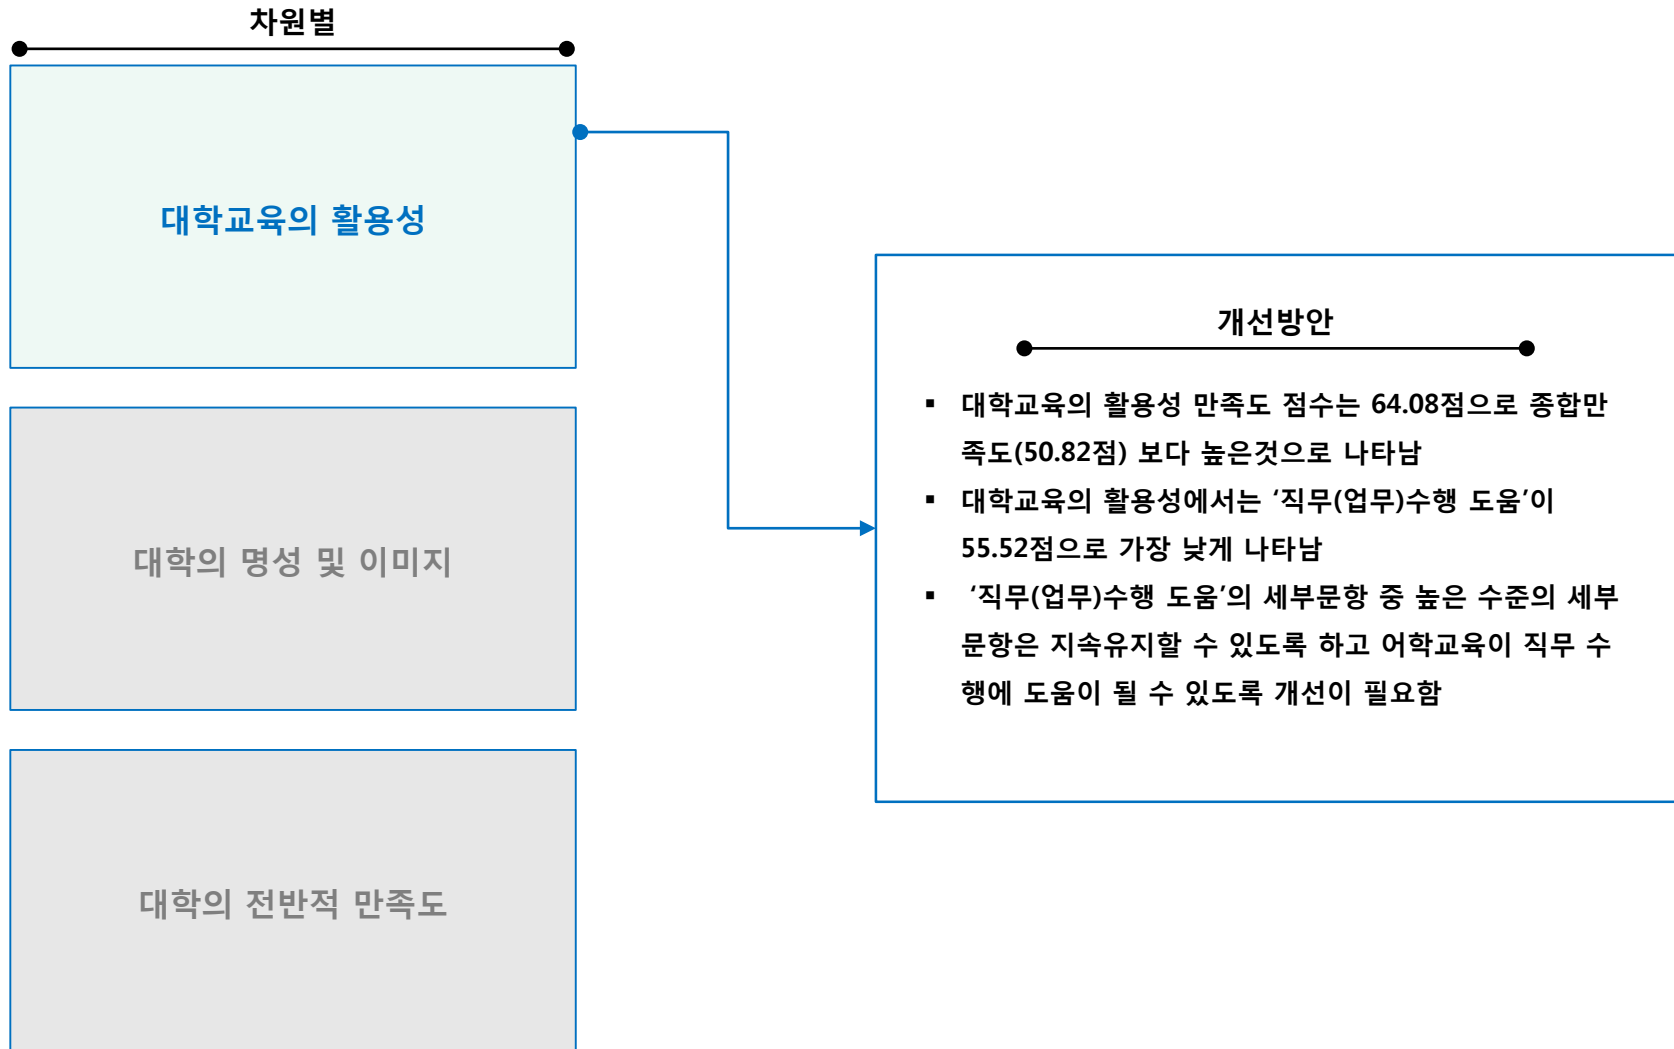 차원별
대학교육의 활용성
대학의 명성 및 이미지
대학의 전반적 만족도
개선방안
▪ 대학교육의 활용성 만족도 점수는 64.08점으로 종합만
족도(50.82점) 보다 높은것으로 나타남
▪ 대학교육의 활용성에서는 ‘직무(업무)수행 도움’이
55.52점으로 가장 낮게 나타남
▪ ‘직무(업무)수행 도움’의 세부문항 중 높은 수준의 세부
문항은 지속유지할 수 있도록 하고 어학교육이 직무 수
행에 도움이 될 수 있도록 개선이 필요함